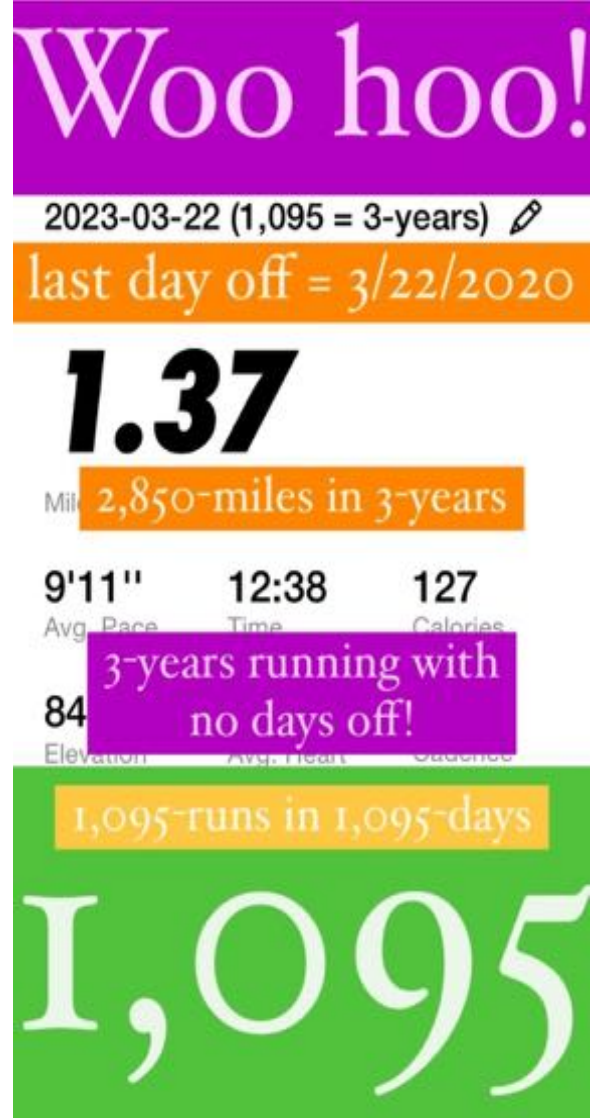 Woo hoo!
2023-03-22 (1,095 = 3-years)
last day off = 3/22/2020
1.37
2,850-miles in 3-years
9'11'' 12:38 127
Avg. Pace Time Calories
3-years running with
no days off!
84
Elevation Avg. Heart Cadence
1,095-runs in 1,095-days
1,095